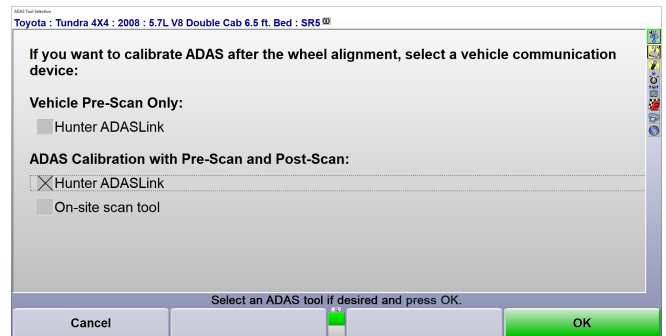 ADAS Tool Selection
Toyota : Tundra 4X4 : 2008 : 5.7L V8 Double Cab 6.5 ft. Bed : SR5
If you want to calibrate ADAS after the wheel alignment, select a vehicle communication
device:
Vehicle Pre-Scan Only:
Hunter ADASLink
ADAS Calibration with Pre-Scan and Post-Scan:
Hunter ADASLink
On-site scan tool
Select an ADAS tool if desired and press OK.
Cancel
OK